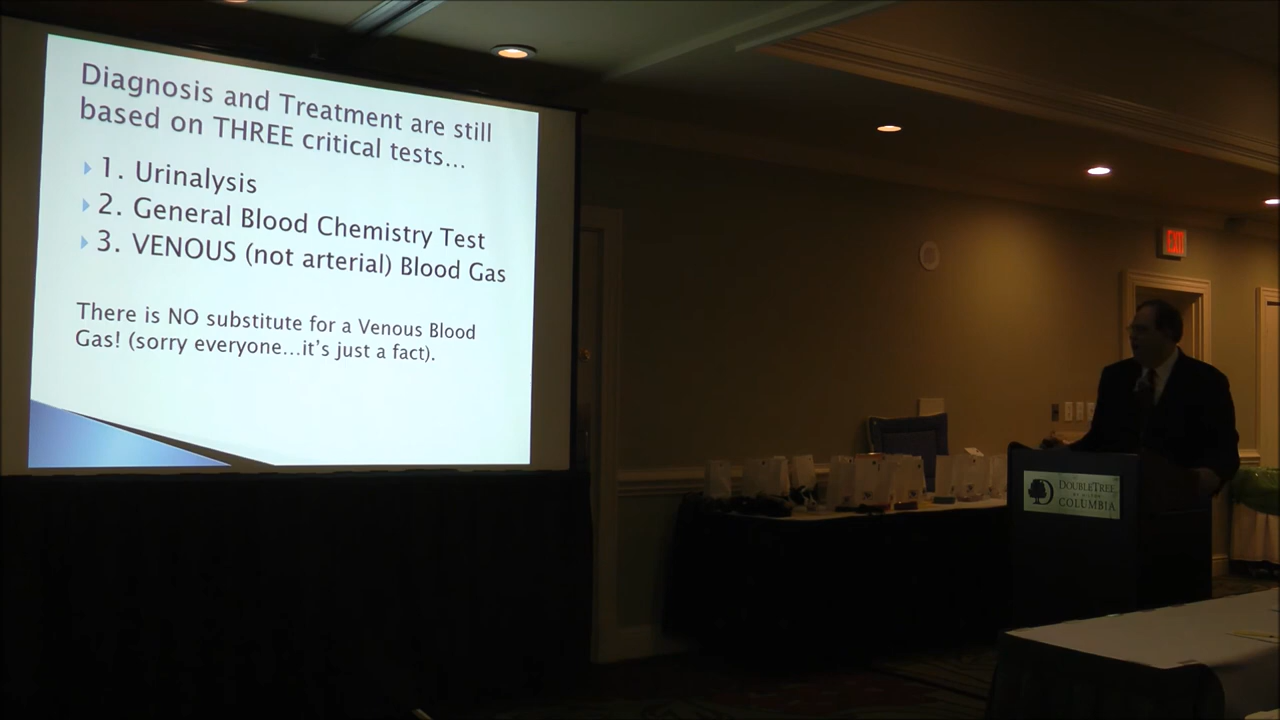 Diagnosis and Treatment are still
based on THREE critical tests...
1. Urinalysis
2. General Blood Chemistry Test
3. VENOUS (not arterial) Blood Gas
There is NO substitute for a Venous Blood
Gas! (sorry everyone...it's just a fact).
EXIT
DOUBLETREE
BY HILTON
COLUMBIA